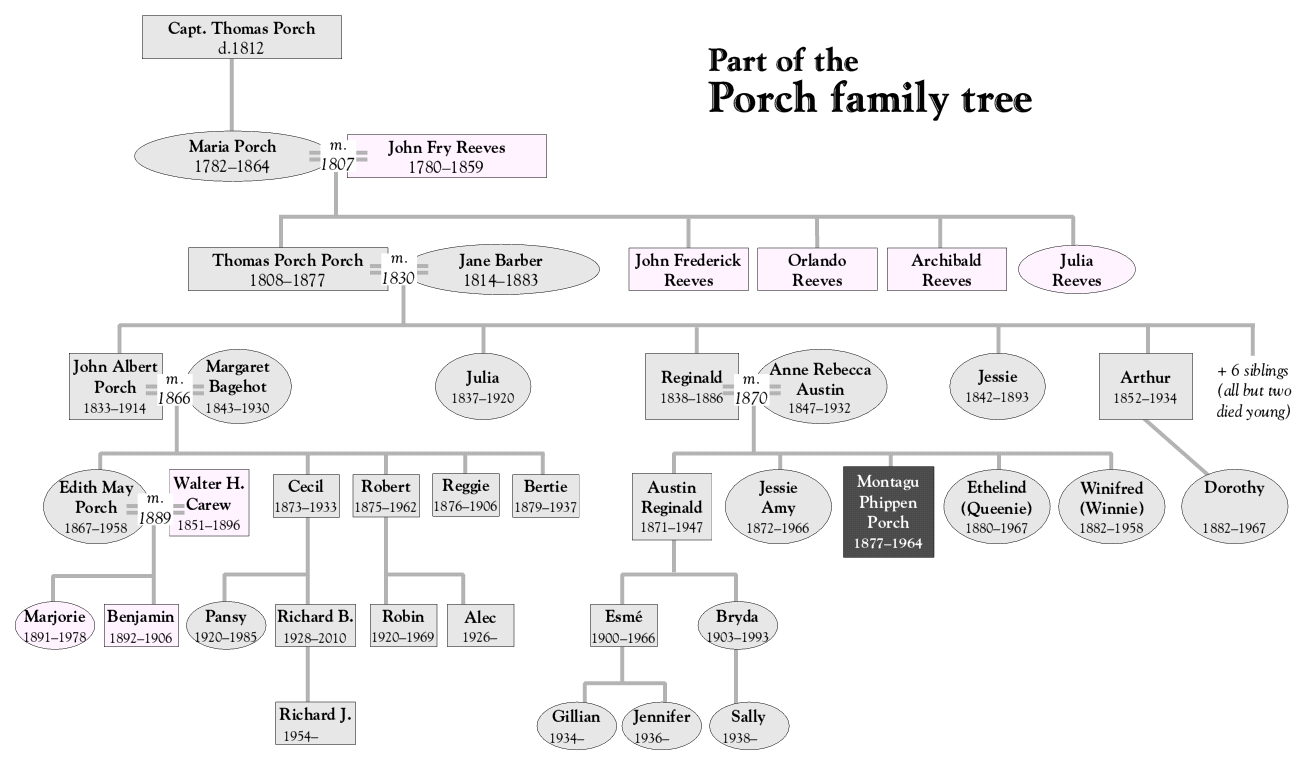 Capt. Thomas Porch
d.1812
Part of the
Porch family tree
Maria Porch
1782–1864
m.
1807
John Fry Reeves
1780–1859
Thomas Porch Porch
1808–1877
m.
1830
Jane Barber
1814–1883
John Frederick
Reeves
Orlando
Reeves
Archibald
Reeves
Julia
Reeves
John Albert
Porch
1833–1914
m.
1866
Margaret
Bagehot
1843–1930
Julia
1837–1920
Reginald
1838–1886
m.
1870
Anne Rebecca
Austin
1847–1932
Jessie
1842–1893
Arthur
1852–1934
+ 6 siblings
(all but two
died young)
Edith May
Porch
1867–1958
m.
1889
Walter H.
Carew
1851–1896
Cecil
1873–1933
Robert
1875–1962
Reggie
1876–1906
Bertie
1879–1937
Austin
Reginald
1871–1947
Jessie
Amy
1872–1966
Montagu
Phippen
Porch
1877–1964
Ethelind
(Queenie)
1880–1967
Winifred
(Winnie)
1882–1958
Dorothy
1882–1967
Marjorie
1891–1978
Benjamin
1892–1906
Pansy
1920–1985
Richard B.
1928–2010
Robin
1920–1969
Alec
1926–
Esmé
1900–1966
Bryda
1903–1993
Richard J.
1954–
Gillian
1934–
Jennifer
1936–
Sally
1938–